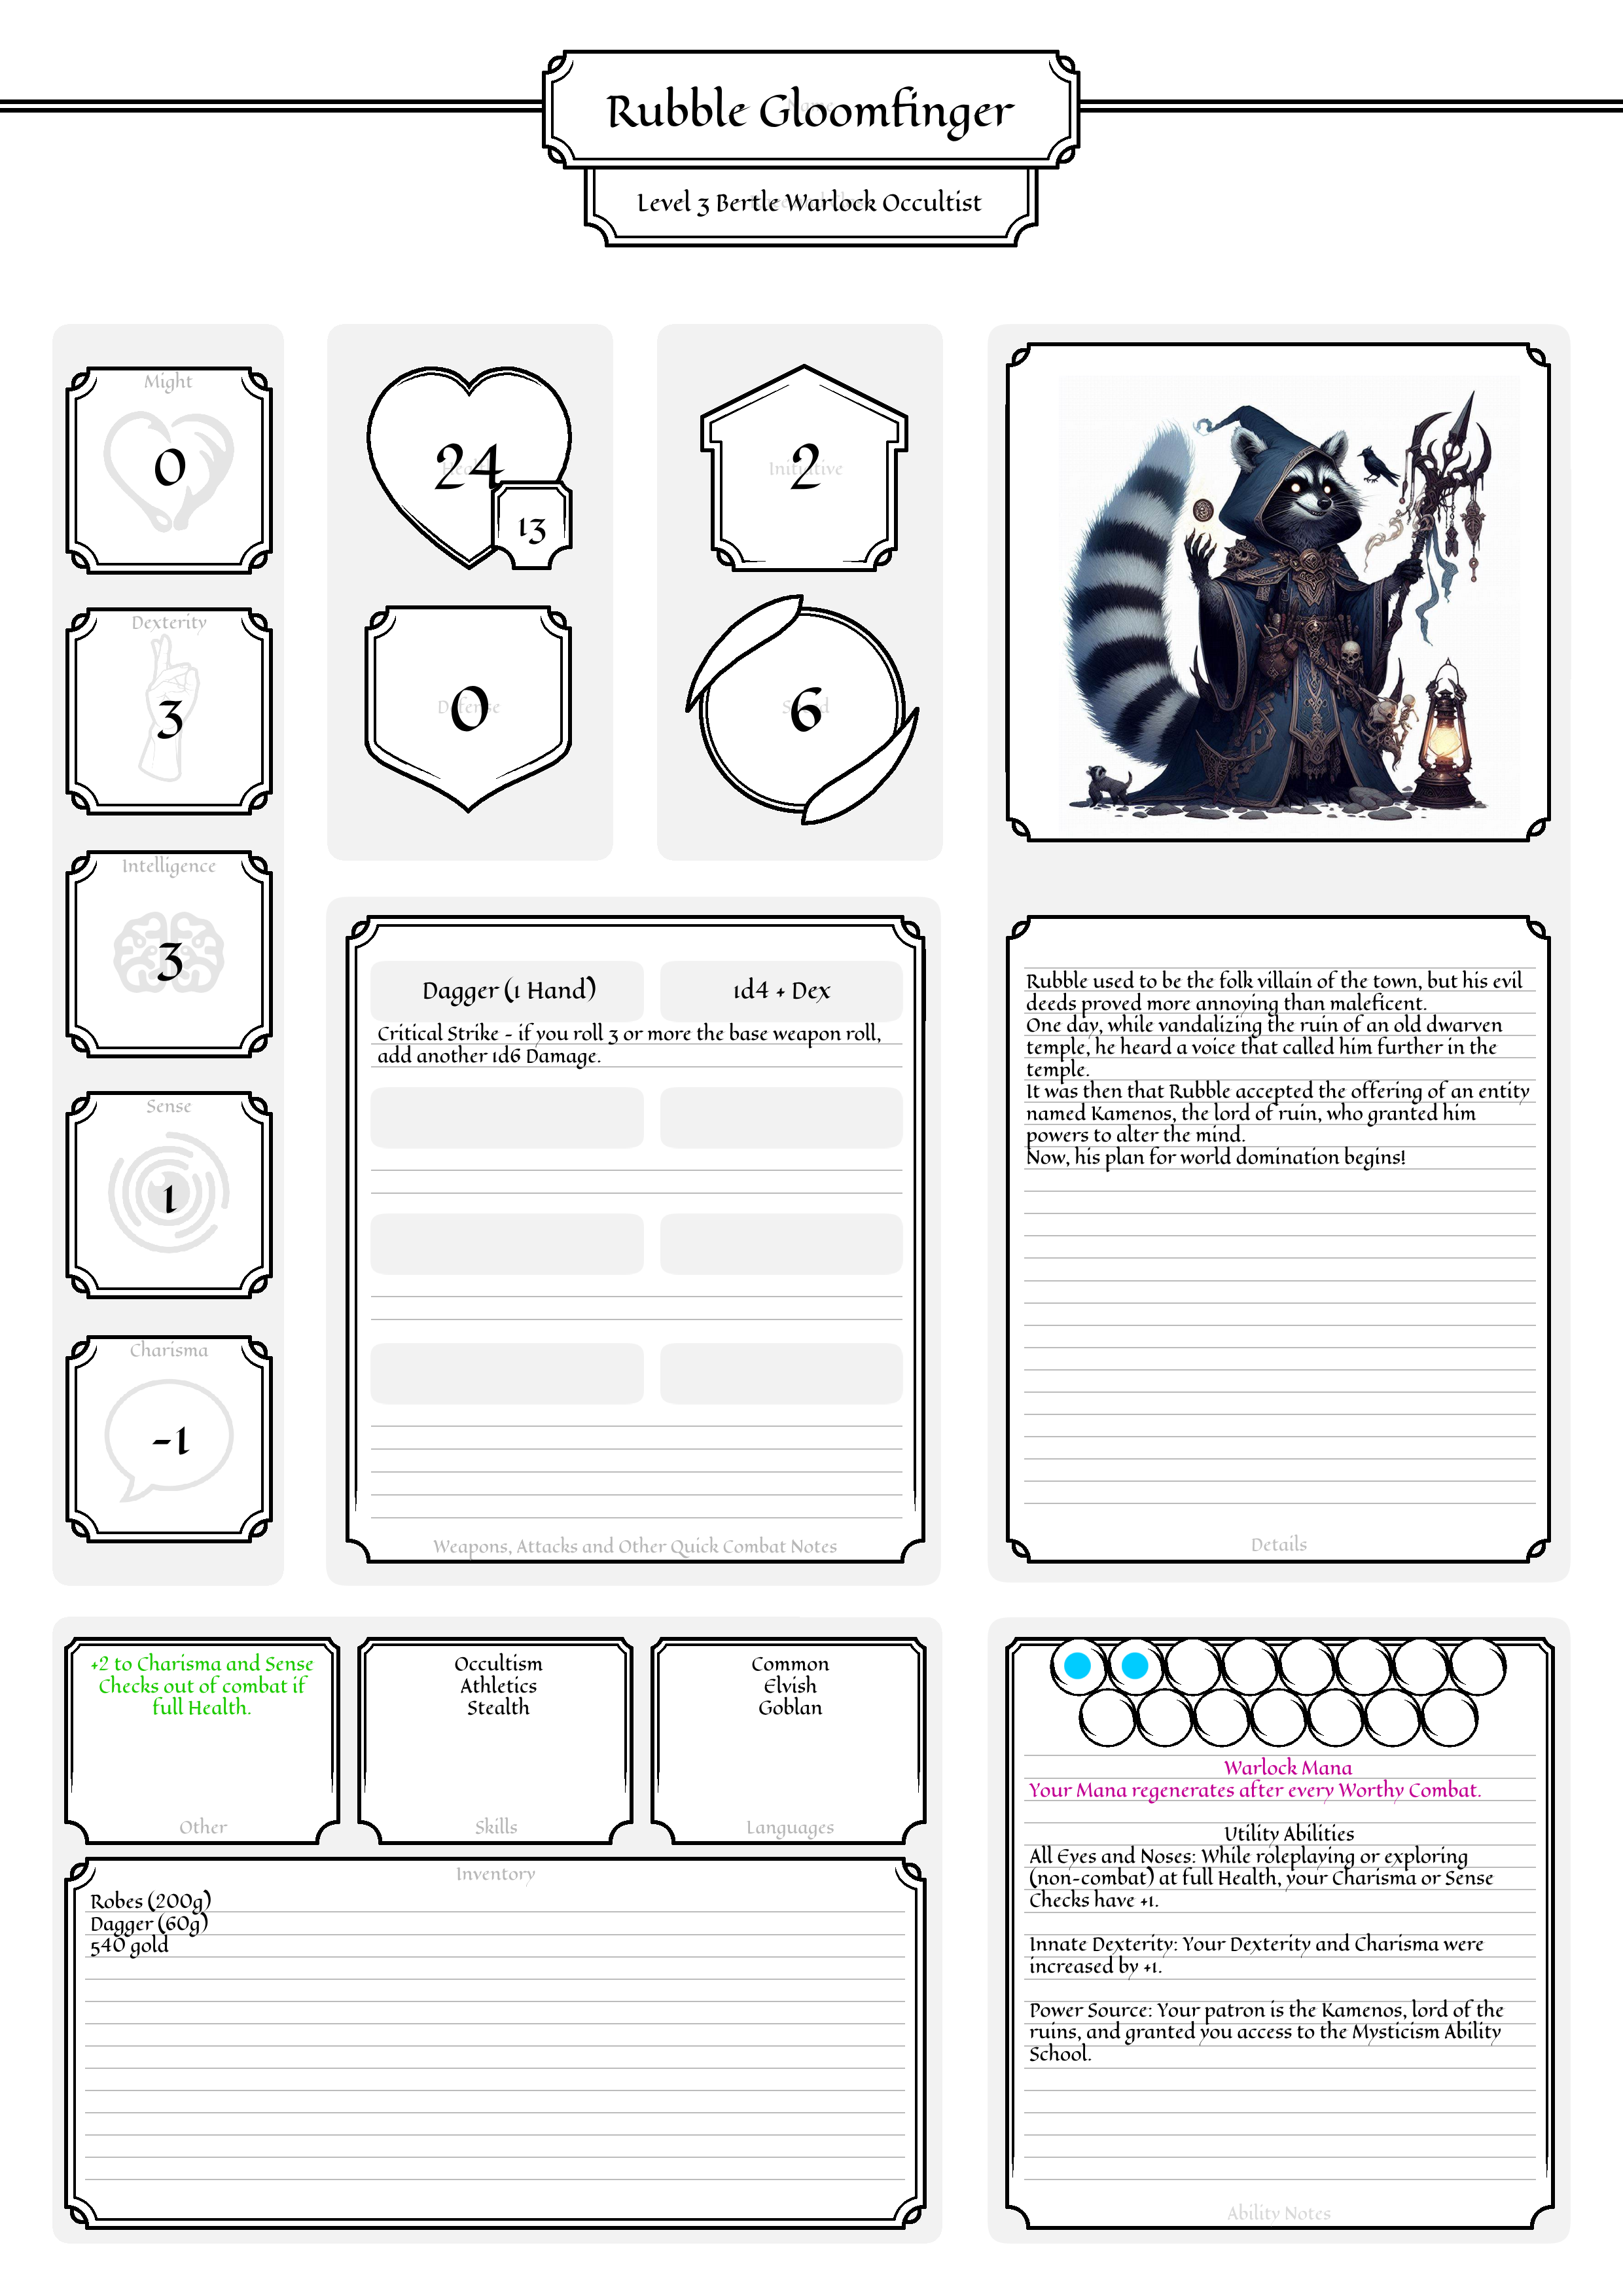 Rubble Gloomfinger
Level 3 Bertle Warlock Occultist
Might
0
Dexterity
3
Intelligence
3
Sense
1
Charisma
-1
24
13
0
Defense
2
Initiative
6
Dagger (1 Hand)
1d4 + Dex
Critical Strike - if you roll 3 or more the base weapon roll,
add another 1d6 Damage.
Weapons, Attacks and Other Quick Combat Notes
Rubble used to be the folk villain of the town, but his evil
deeds proved more annoying than maleficent.
One day, while vandalizing the ruin of an old dwarven
temple, he heard a voice that called him further in the
temple.
It was then that Rubble accepted the offering of an entity
named Kamenos, the lord of ruin, who granted him
powers to alter the mind.
Now, his plan for world domination begins!
Details
+2 to Charisma and Sense
Checks out of combat if
full Health.
Other
Occultism
Athletics
Stealth
Skills
Common
Elvish
Goblan
Languages
Inventory
Robes (200g)
Dagger (60g)
540 gold
Warlock Mana
Your Mana regenerates after every Worthy Combat.
Utility Abilities
All Eyes and Noses: While roleplaying or exploring
(non-combat) at full Health, your Charisma or Sense
Checks have +1.
Innate Dexterity: Your Dexterity and Charisma were
increased by +1.
Power Source: Your patron is the Kamenos, lord of the
ruins, and granted you access to the Mysticism Ability
School.
Ability Notes